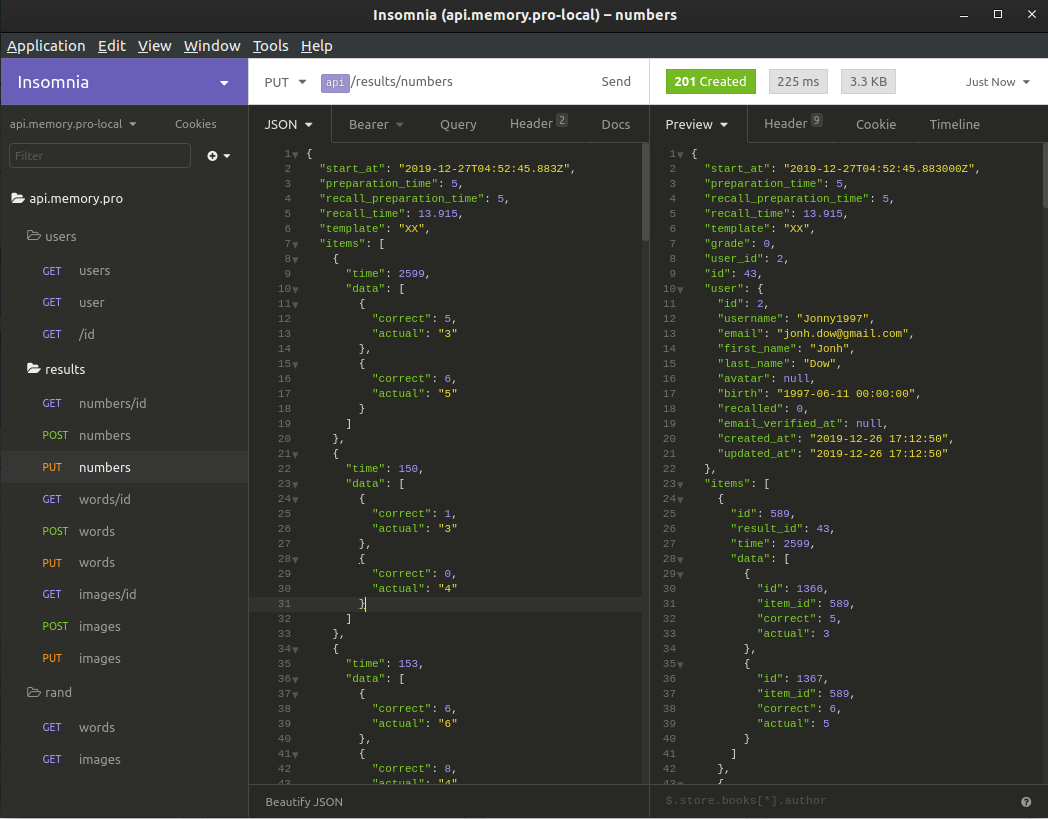 Insomnia (api.memory.pro-local) – numbers
Application Edit View Window Tools Help
Insomnia
api.memory.pro-local Cookies
Filter
api.memory.pro
users
GET users
GET user
GET /id
results
GET numbers/id
POST numbers
PUT numbers
GET words/id
POST words
PUT words
GET images/id
POST images
PUT images
rand
GET words
GET images
PUT api/results/numbers Send
JSON Bearer Query Header 2 Docs
1 {
2 "start_at": "2019-12-27T04:52:45.883Z",
3 "preparation_time": 5,
4 "recall_preparation_time": 5,
5 "recall_time": 13.915,
6 "template": "XX",
7 "items": [
8 {
9 "time": 2599,
10 "data": [
11 {
12 "correct": 5,
13 "actual": "3"
14 },
15 {
16 "correct": 6,
17 "actual": "5"
18 }
19 ]
20 },
21 {
22 "time": 150,
23 "data": [
24 {
25 "correct": 1,
26 "actual": "3"
27 },
28 {
29 "correct": 0,
30 "actual": "4"
31 }
32 ]
33 },
34 {
35 "time": 153,
36 "data": [
37 {
38 "correct": 6,
39 "actual": "6"
40 },
41 {
42 "correct": 8,
43 "actual": "4"
Beautify JSON
201 Created 225 ms 3.3 KB Just Now
Preview Header 9 Cookie Timeline
1 {
2 "start_at": "2019-12-27T04:52:45.883000Z",
3 "preparation_time": 5,
4 "recall_preparation_time": 5,
5 "recall_time": 13.915,
6 "template": "XX",
7 "grade": 0,
8 "user_id": 2,
9 "id": 43,
10 "user": {
11 "id": 2,
12 "username": "Jonny1997",
13 "email": "jonh.dow@gmail.com",
14 "first_name": "Jonh",
15 "last_name": "Dow",
16 "avatar": null,
17 "birth": "1997-06-11 00:00:00",
18 "recalled": 0,
19 "email_verified_at": null,
20 "created_at": "2019-12-26 17:12:50",
21 "updated_at": "2019-12-26 17:12:50"
22 },
23 "items": [
24 {
25 "id": 589,
26 "result_id": 43,
27 "time": 2599,
28 "data": [
29 {
30 "id": 1366,
31 "item_id": 589,
32 "correct": 5,
33 "actual": 3
34 },
35 {
36 "id": 1367,
37 "item_id": 589,
38 "correct": 6,
39 "actual": 5
40 }
41 ]
42 },
43 {
$.store.books[*].author